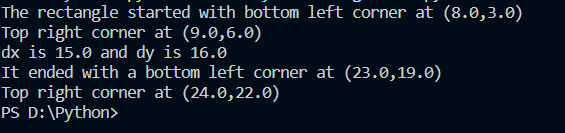 The rectangle started with bottom left corner at (8.0,3.0)
Top right corner at (9.0,6.0)
dx is 15.0 and dy is 16.0
It ended with a bottom left corner at (23.0,19.0)
Top right corner at (24.0,22.0)
PS D:\Python>